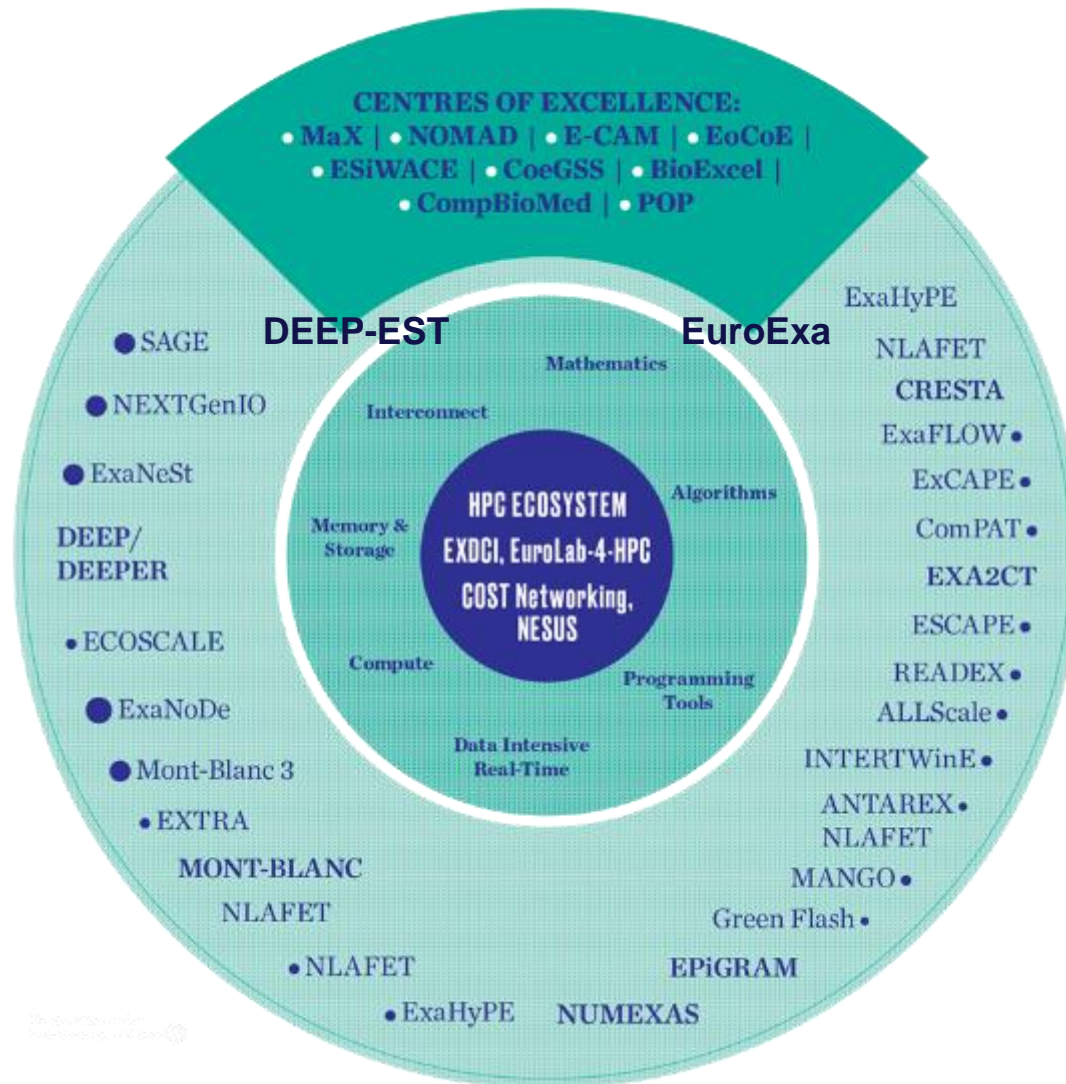 CENTRES OF EXCELLENCE:
• MaX | • NOMAD | • E-CAM | • EoCoE |
• ESiWACE | • CoeGSS | • BioExcel |
• CompBioMed | • POP
DEEP-EST
EuroExa
• SAGE
• NEXTGenIO
• ExaNeSt
DEEP/
DEEPER
• ECOSCALE
• ExaNoDe
• Mont-Blanc 3
• EXTRA
MONT-BLANC
NLAFET
• NLAFET
• ExaHyPE
NUMEXAS
EPiGRAM
Green Flash •
MANGO •
NLAFET
ANTAREX •
INTERTWinE •
ALLScale •
READEX •
ESCAPE •
EXA2CT
ComPAT •
ExCAPE •
ExaFLOW •
CRESTA
NLAFET
ExaHyPE
Mathematics
Interconnect
Algorithms
Memory &
Storage
Compute
Programming
Tools
Data Intensive
Real-Time
HPC ECOSYSTEM
EXDCI, EuroLab-4-HPC
COST Networking,
NESUS